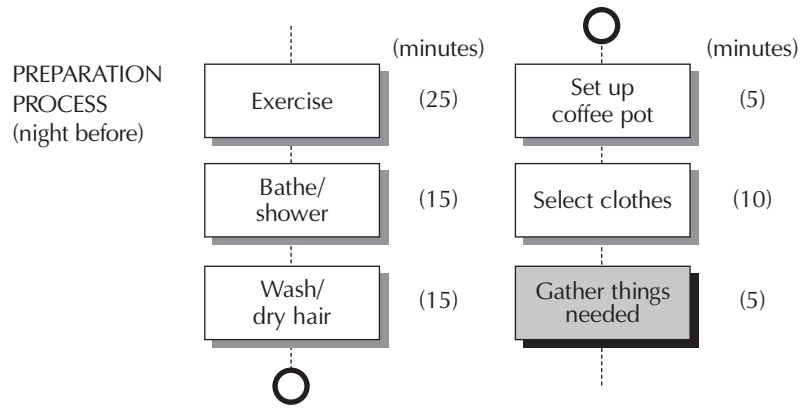 PREPARATION
PROCESS
(night before)
(minutes)
Exercise
(25)
Bathe/
shower
(15)
Wash/
dry hair
(15)
(minutes)
Set up
coffee pot
(5)
Select clothes
(10)
Gather things
needed
(5)